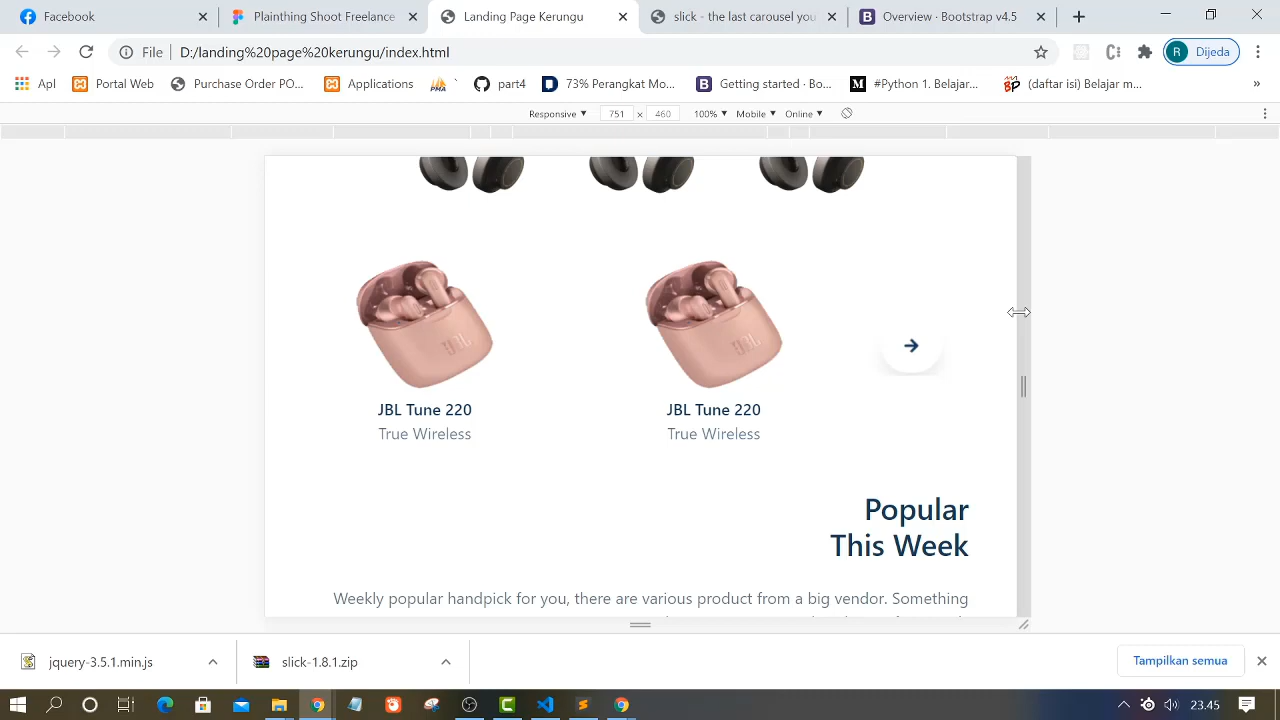 Facebook
Plainthing Shoot Freelance
Landing Page Kerungu
slick - the last carousel you
Overview · Bootstrap v4.5
File D:/landing%20page%20kerungu/index.html
R Dijeda
Apl
Portal Web
Purchase Order PO...
Applications
PMA
part4
73% Perangkat Mo...
Getting started · Bo...
#Python 1. Belajar...
(daftar isi) Belajar m...
Responsive 751 x 460 100% Mobile Online
JBL
JBL
JBL Tune 220
True Wireless
JBL Tune 220
True Wireless
Popular
This Week
Weekly popular handpick for you, there are various product from a big vendor. Something
jquery-3.5.1.min.js
slick-1.8.1.zip
Tampilkan semua
23.45